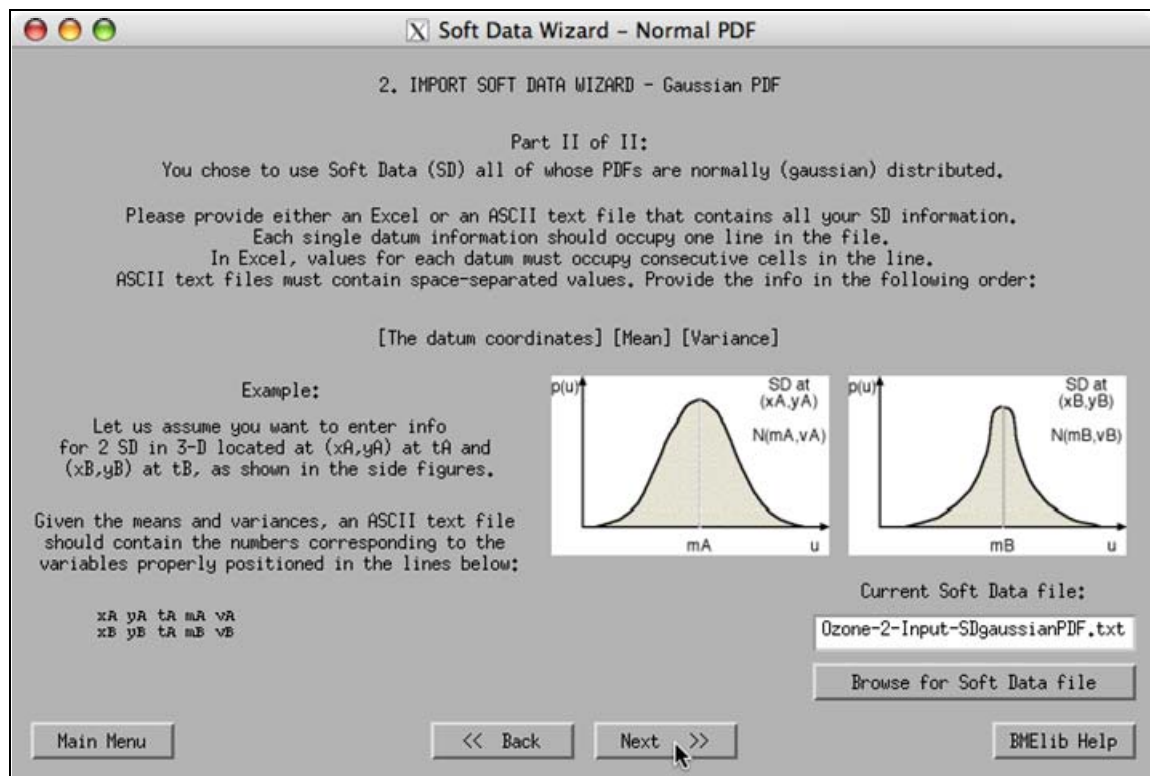 X Soft Data Wizard – Normal PDF
2. IMPORT SOFT DATA WIZARD - Gaussian PDF
Part II of II:
You chose to use Soft Data (SD) all of whose PDFs are normally (gaussian) distributed.
Please provide either an Excel or an ASCII text file that contains all your SD information.
Each single datum information should occupy one line in the file.
In Excel, values for each datum must occupy consecutive cells in the line.
ASCII text files must contain space-separated values. Provide the info in the following order:
[The datum coordinates] [Mean] [Variance]
Example:
Let us assume you want to enter info
for 2 SD in 3-D located at (xA,yA) at tA and
(xB,yB) at tB, as shown in the side figures.
Given the means and variances, an ASCII text file
should contain the numbers corresponding to the
variables properly positioned in the lines below:
xA yA tA mA vA
xB yB tA mB vB
p(u)
SD at
(xA,yA)
N(mA,vA)
mA
u
p(u)
SD at
(xB,yB)
N(mB,vB)
mB
u
Current Soft Data file:
Ozone-2-Input-SDgaussianPDF.txt
Browse for Soft Data file
Main Menu
<< Back
Next >>
BMElib Help